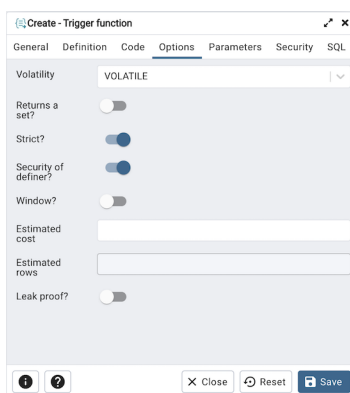 Create - Trigger function
General Definition Code Options Parameters Security SQL
Volatility
VOLATILE
Returns a
set?
Strict?
Security of
definer?
Window?
Estimated
cost
Estimated
rows
Leak proof?
Close Reset Save